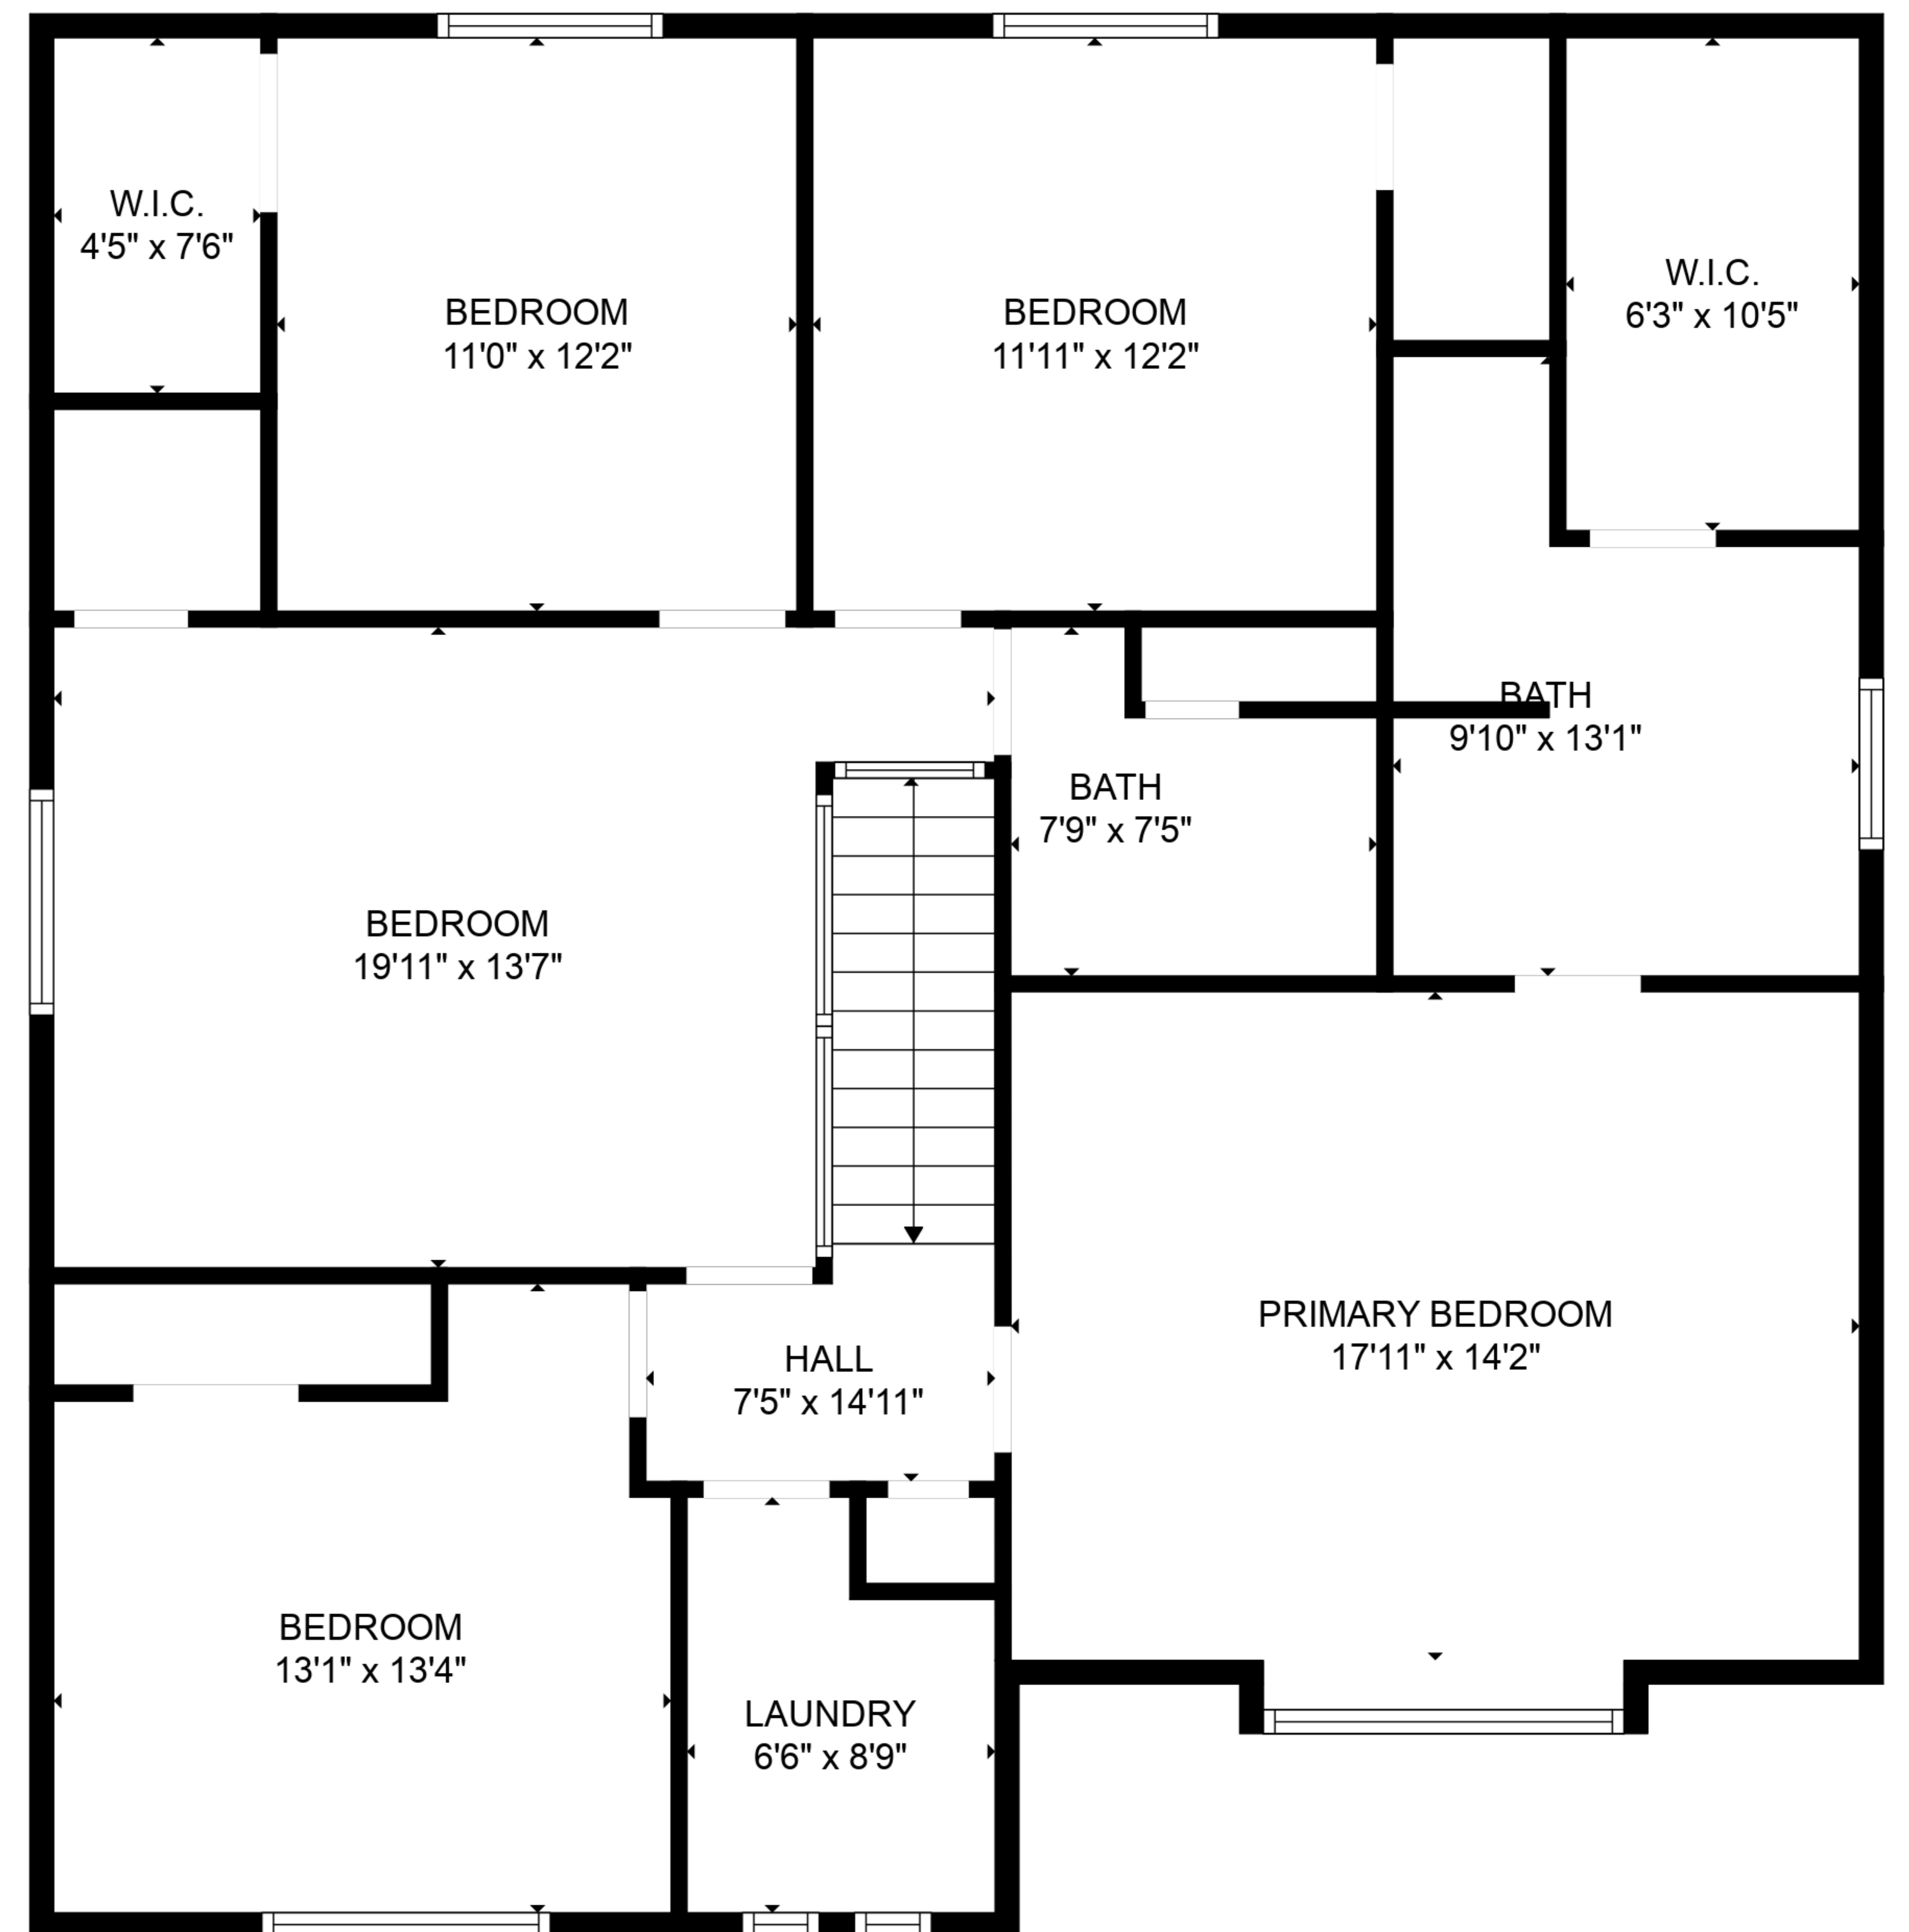 W.I.C.
4'5" x 7'6"
BEDROOM
11'0" x 12'2"
BEDROOM
11'11" x 12'2"
W.I.C.
6'3" x 10'5"
BATH
9'10" x 13'1"
BATH
7'9" x 7'5"
BEDROOM
19'11" x 13'7"
PRIMARY BEDROOM
17'11" x 14'2"
HALL
7'5" x 14'11"
BEDROOM
13'1" x 13'4"
LAUNDRY
6'6" x 8'9"